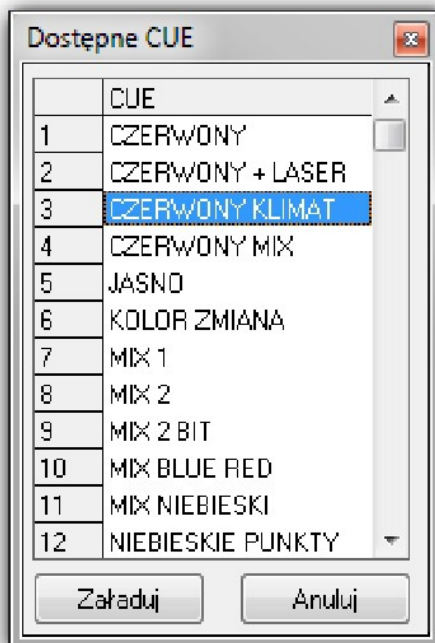 Dostępne CUE
CUE
1 CZERWONY
2 CZERWONY + LASER
3 CZERWONY KLIMAT
4 CZERWONY MIX
5 JASNO
6 KOLOR ZMIANA
7 MIX 1
8 MIX 2
9 MIX 2 BIT
10 MIX BLUE RED
11 MIX NIEBIESKI
12 NIEBIESKIE PUNKTY
Załaduj Anuluj